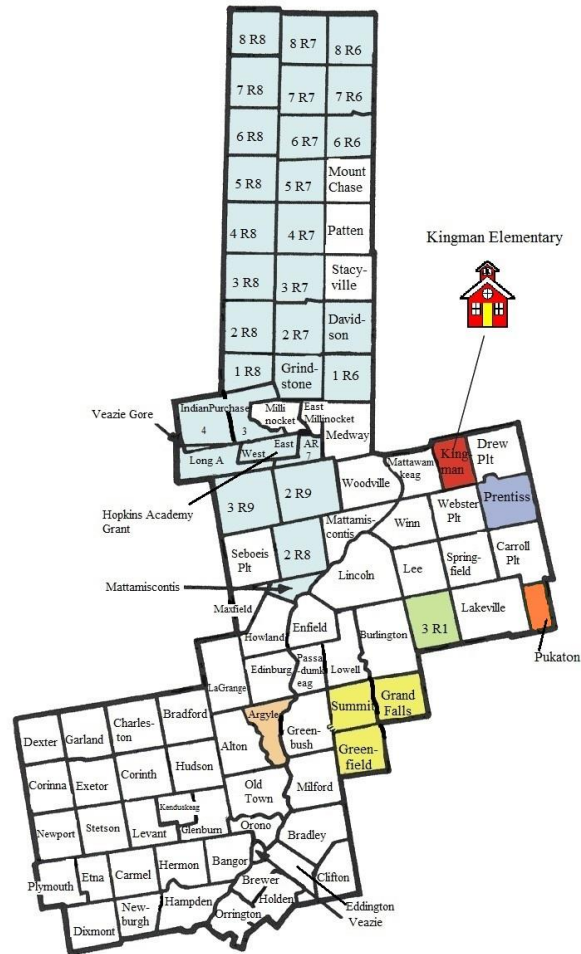 8 R8
8 R7
8 R6
7 R8
7 R7
7 R6
6 R8
6 R7
6 R6
5 R8
5 R7
Mount
Chase
4 R8
4 R7
Patten
Kingman Elementary
3 R8
3 R7
Stacy-
ville
2 R8
2 R7
David-
son
1 R8
Grind-
stone
1 R6
Veazie Gore
IndianPurchase
4
3
Milli
nocket
East
Millinocket
Medway
Long A
West
East
AR
7
Hopkins Academy
Grant
3 R9
2 R9
Woodville
Mattawam
keag
King-
man
Drew
Plt
Prentiss
Webster
Plt
Winn
Mattamis-
contis
Seboeis
Plt
2 R8
Mattamiscontis
Lincoln
Lee
Spring-
field
Carroll
Plt
Maxfield
Howland
Enfield
Burlington
3 R1
Lakeville
Pukaton
Edinburg
Passa
-dumk
eag
Lowell
LaGrange
Argyle
Green-
bush
Summit
Grand
Falls
Green-
field
Dexter
Garland
Charles-
ton
Bradford
Alton
Corinna
Exetor
Corinth
Hudson
Old
Town
Milford
Newport
Stetson
Levant
Kenduskeag
Glenburn
Orono
Bradley
Plymouth
Etna
Carmel
Hermon
Bangor
Clifton
Dixmont
New-
burgh
Hampden
Brewer
Holden
Orrington
Eddington
Veazie